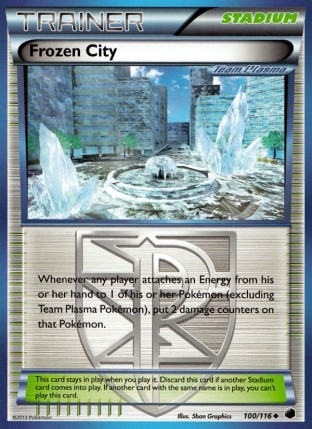 TRAINER
STADIUM
Frozen City
Team Plasma
Whenever any player attaches an Energy from his
or her hand to 1 of his or her Pokémon (excluding
Team Plasma Pokémon), put 2 damage counters on
that Pokémon.
This card stays in play when you play it. Discard this card if another Stadium
card comes into play. If another card with the same name is in play, you can't
play this card.
©2013 Pokémon
Illus. 5ban Graphics
100/116